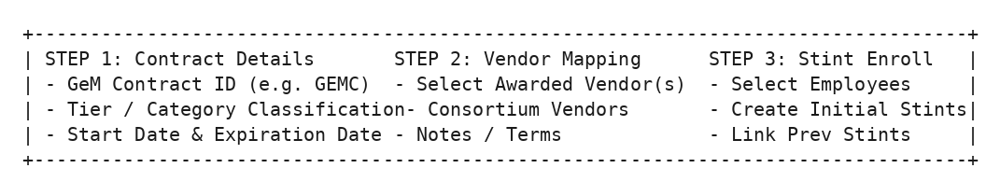 +-----------------------------------------------------------------------------------+
| STEP 1: Contract Details       STEP 2: Vendor Mapping      STEP 3: Stint Enroll   |
| - GeM Contract ID (e.g. GEMC)  - Select Awarded Vendor(s)  - Select Employees     |
| - Tier / Category Classification- Consortium Vendors       - Create Initial Stints|
| - Start Date & Expiration Date - Notes / Terms             - Link Prev Stints     |
+-----------------------------------------------------------------------------------+